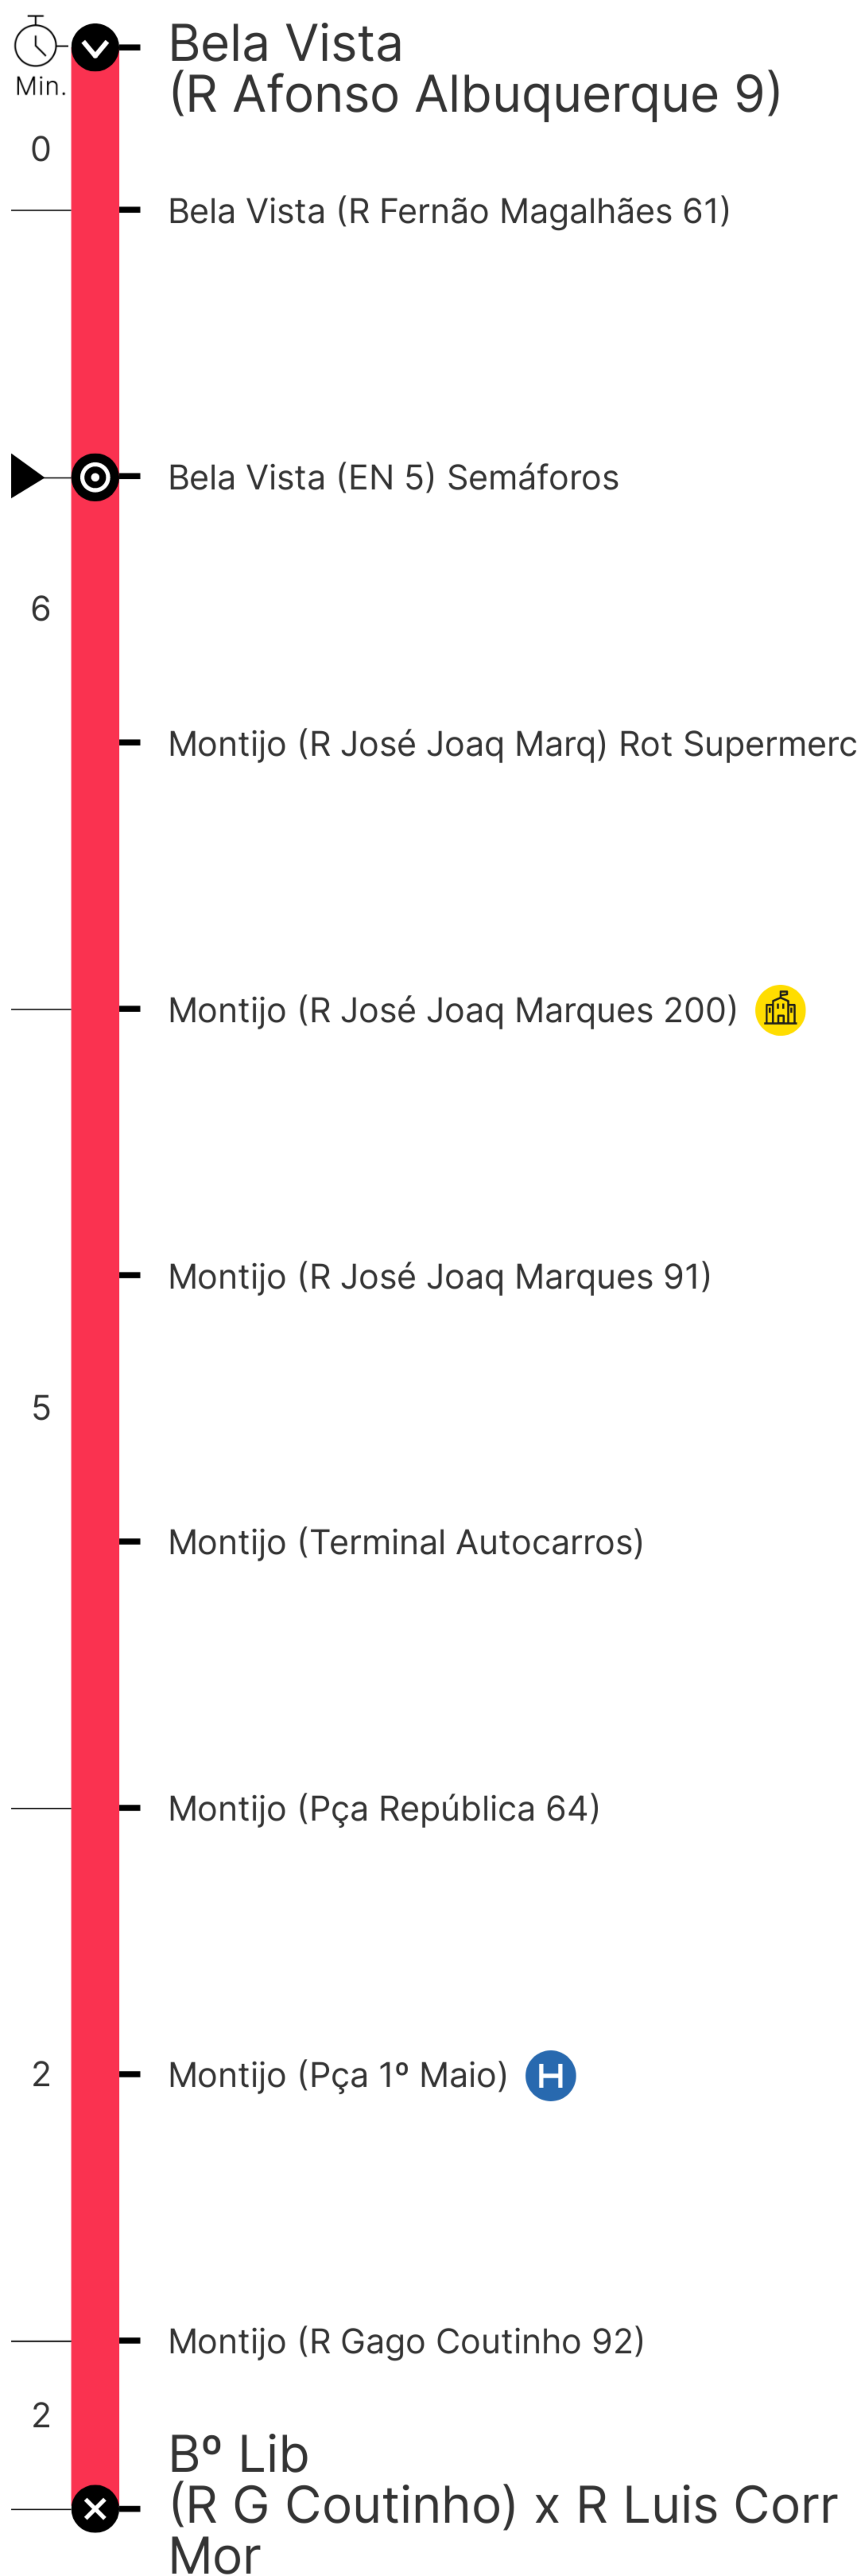 Min.
Bela Vista
(R Afonso Albuquerque 9)
0
Bela Vista (R Fernão Magalhães 61)
Bela Vista (EN 5) Semáforos
6
Montijo (R José Joaq Marq) Rot Supermerc
Montijo (R José Joaq Marques 200)
Montijo (R José Joaq Marques 91)
5
Montijo (Terminal Autocarros)
Montijo (Pça República 64)
2
Montijo (Pça 1º Maio) H
Montijo (R Gago Coutinho 92)
2
Bº Lib
(R G Coutinho) x R Luis Corr
Mor